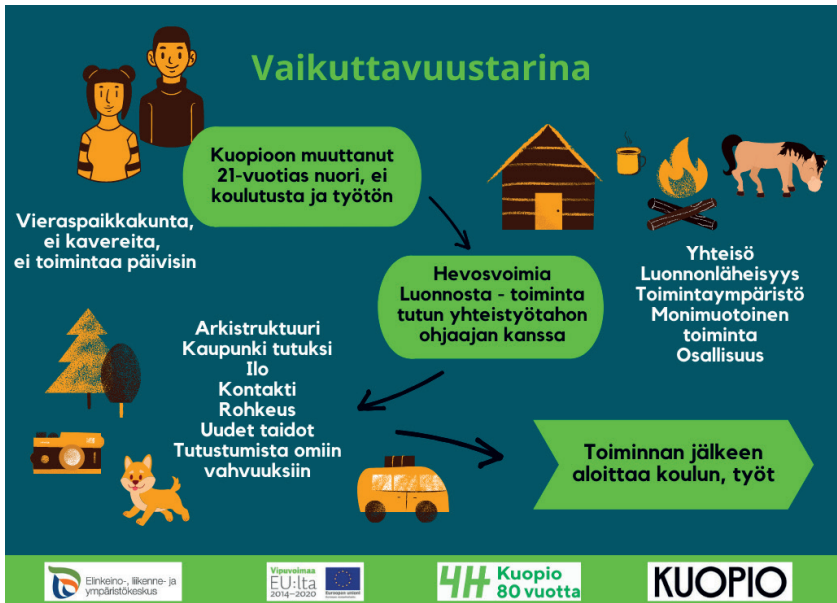 Vaikuttavuustarina
Kuopioon muuttanut
21-vuotias nuori, ei
koulutusta ja työtön
Vieraspaikkakunta,
ei kavereita,
ei toimintaa päivisin
Hevosvoimia
Luonnosta - toiminta
tutun yhteistyötahon
ohjaajan kanssa
Yhteisö
Luonnonläheisyys
Toimintaympäristö
Monimuotoinen
toiminta
Osallisuus
Arkistruktuuri
Kaupunki tutuksi
Ilo
Kontakti
Rohkeus
Uudet taidot
Tutustumista omiin
vahvuuksiin
Toiminnan jälkeen
aloittaa koulun, työt
Elinkeino-, liikenne- ja
ympäristökeskus
Vipuvoimaa
EU:lta
2014–2020
Euroopan unioni
4H Kuopio
80 vuotta
KUOPIO